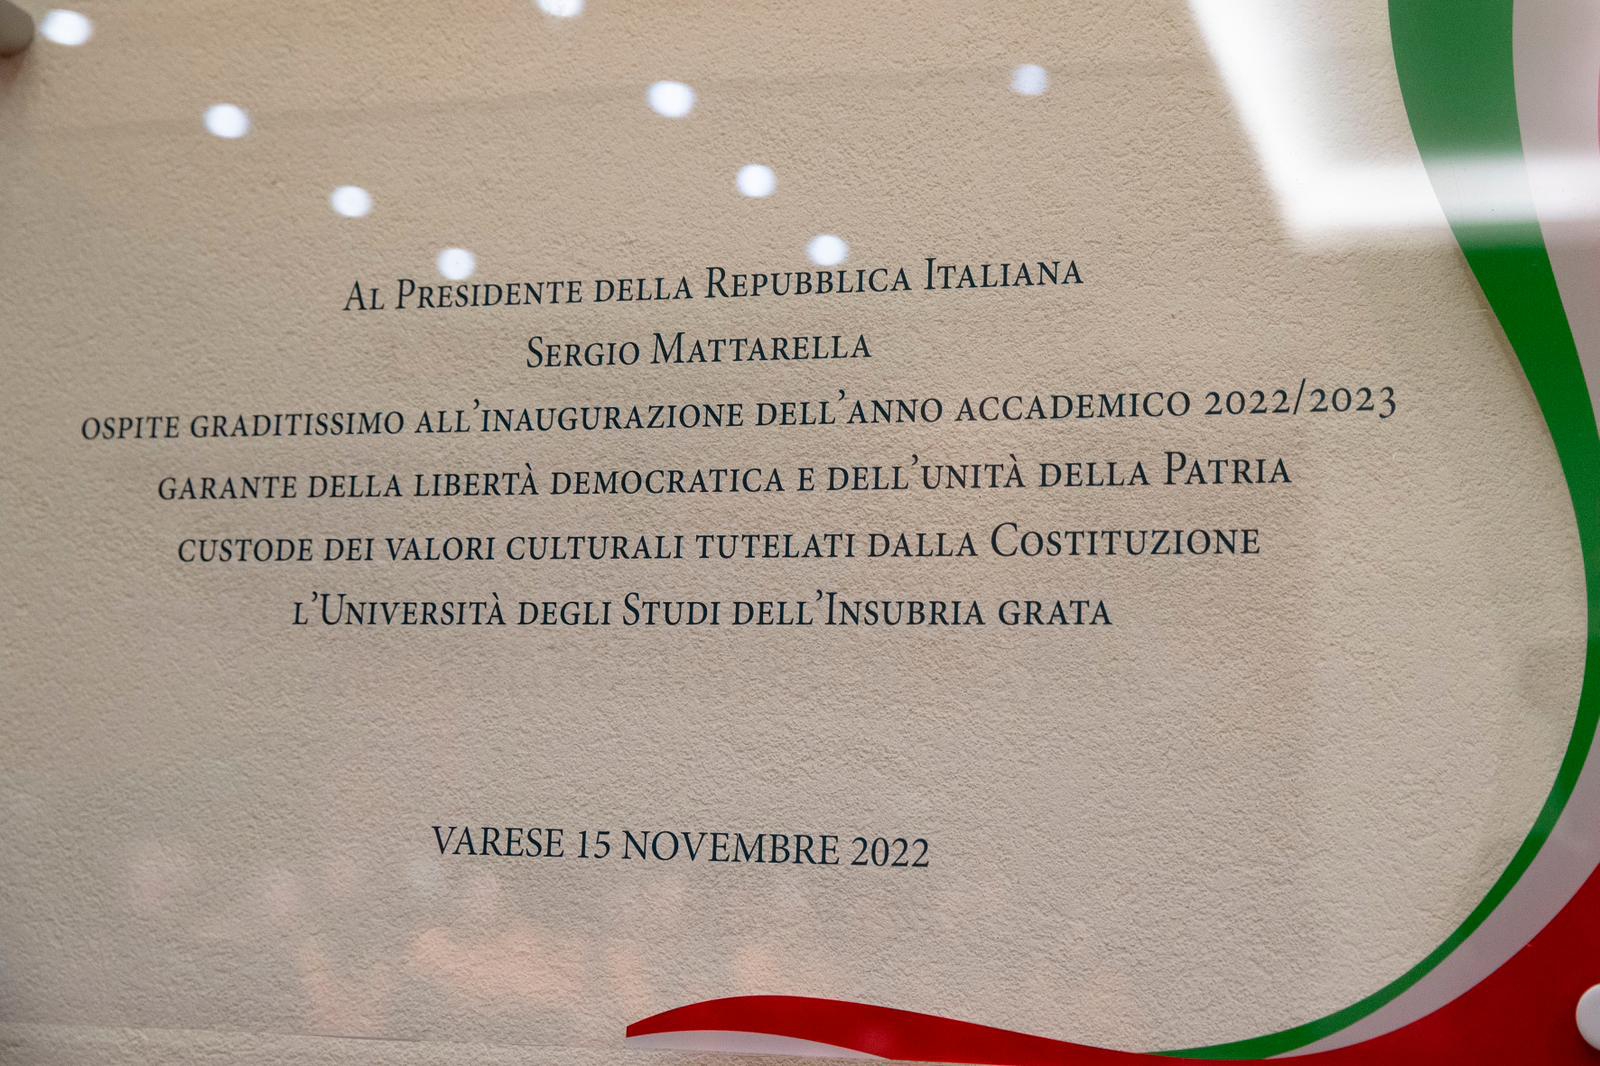 Al Presidente della Repubblica Italiana
Sergio Mattarella
ospite graditissimo all’inaugurazione dell’anno accademico 2022/2023
garante della libertà democratica e dell’unità della Patria
custode dei valori culturali tutelati dalla Costituzione
l’Università degli Studi dell’Insubria grata
VARESE 15 NOVEMBRE 2022